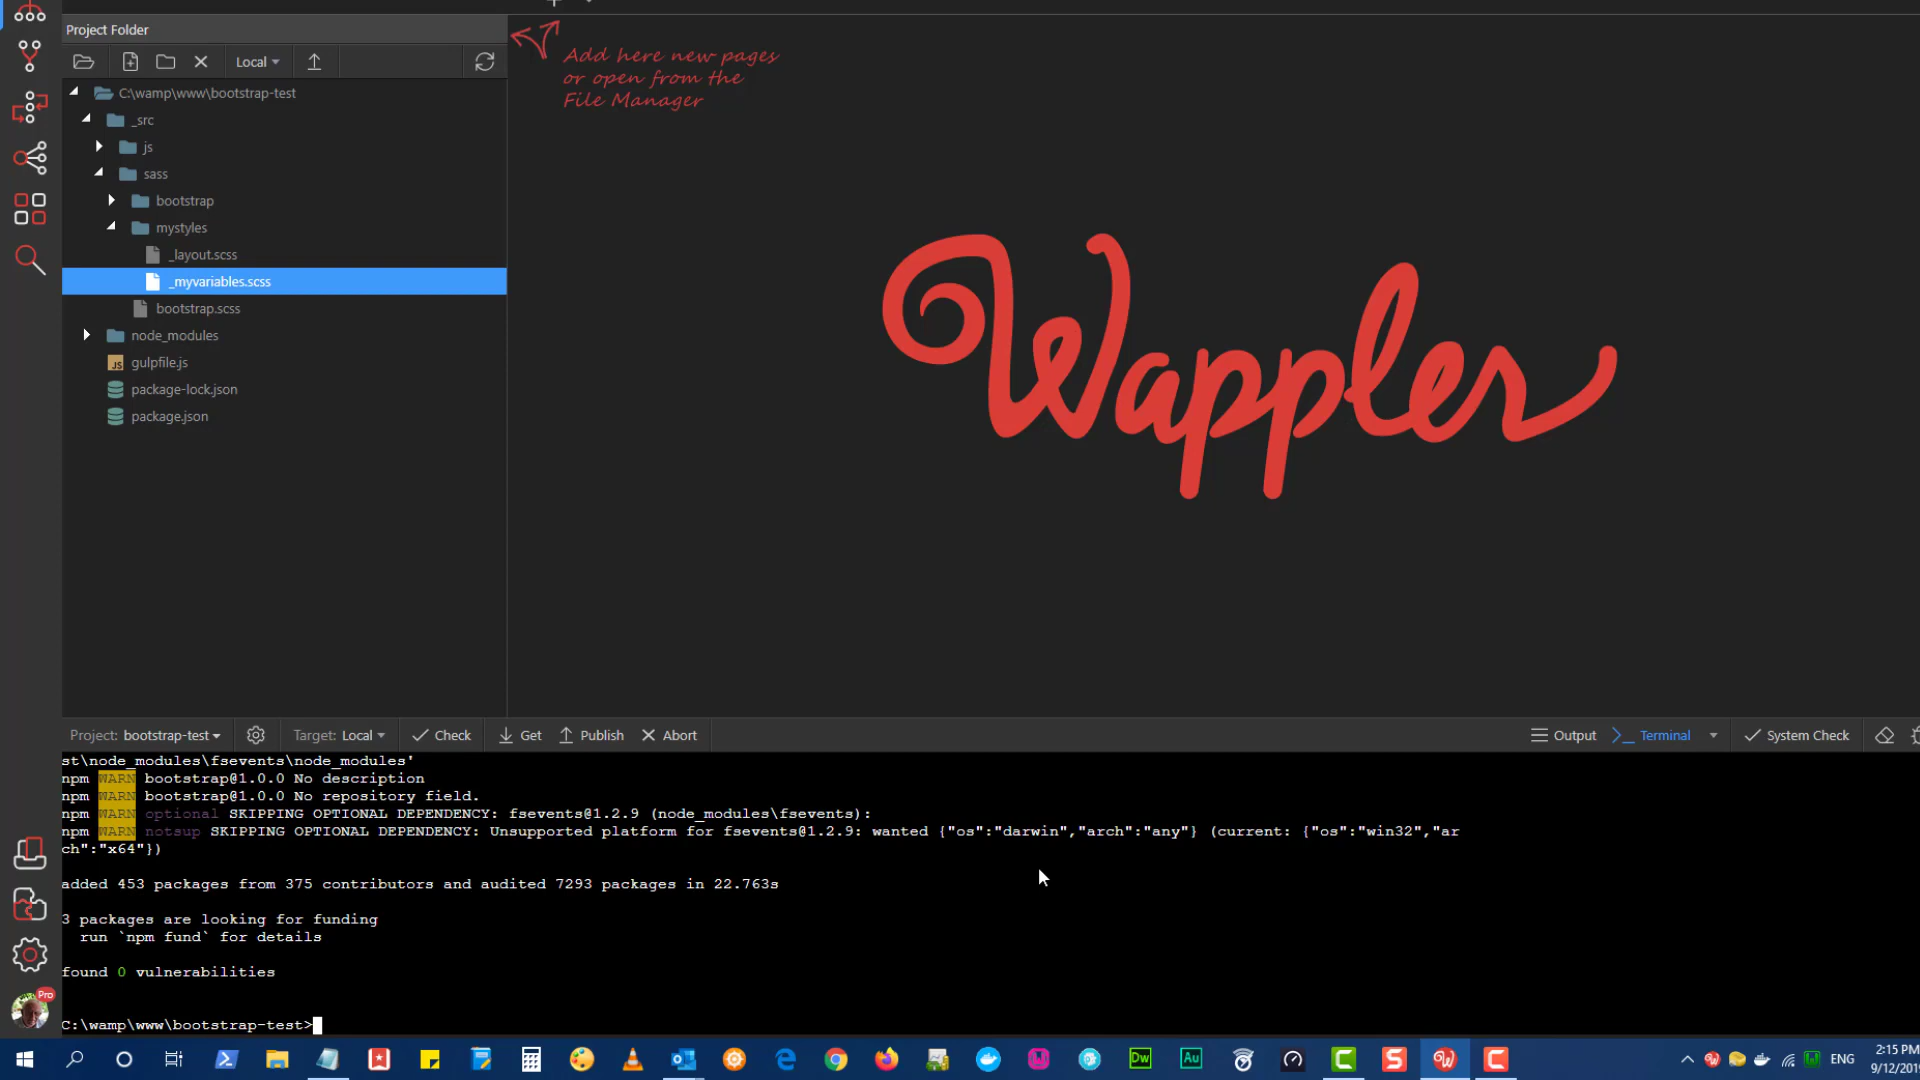 Project Folder
Add here new pages
or open from the
File Manager
Local
C:\wamp\www\bootstrap-test
_src
js
sass
bootstrap
mystyles
_layout.scss
_myvariables.scss
bootstrap.scss
node_modules
JS gulpfile.js
package-lock.json
package.json
Wappler
Project: bootstrap-test Target: Local Check Get Publish Abort Output Terminal System Check
st\node_modules\fsevents\node_modules'
npm WARN bootstrap@1.0.0 No description
npm WARN bootstrap@1.0.0 No repository field.
npm WARN optional SKIPPING OPTIONAL DEPENDENCY: fsevents@1.2.9 (node_modules\fsevents):
npm WARN notsup SKIPPING OPTIONAL DEPENDENCY: Unsupported platform for fsevents@1.2.9: wanted {"os":"darwin","arch":"any"} (current: {"os":"win32","ar
ch":"x64"})
added 453 packages from 375 contributors and audited 7293 packages in 22.763s
3 packages are looking for funding
run `npm fund` for details
found 0 vulnerabilities
Pro
C:\wamp\www\bootstrap-test>
Dw Au ENG
2:15 PM
9/12/201